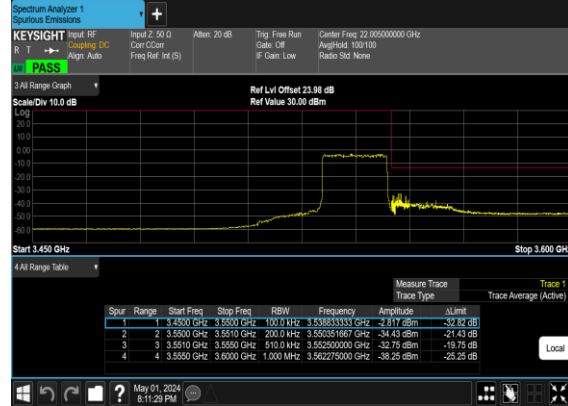 Spectrum Analyzer 1
Spurious Emissions
KEYSIGHT Input: RF Input Z: 50 Ω Atten: 20 dB Trig: Free Run Center Freq: 22.005000000 GHz
R T Coupling: DC Corr CCorr Gate: Off Avg|Hold: 100/100
Align: Auto Freq Ref: Int (S) IF Gain: Low Radio Std: None
PASS
3 All Range Graph
Ref Lvl Offset 23.98 dB
Scale/Div 10.0 dB Ref Value 30.00 dBm
Log
20.0
10.0
0.00
-10.0
-20.0
-30.0
-40.0
-50.0
-60.0
Start 3.450 GHz Stop 3.600 GH
4 All Range Table
Measure Trace Trace 1
Trace Type Trace Average (Active)
Spur Range Start Freq Stop Freq RBW Frequency Amplitude ΔLimit
1 1 3.4500 GHz 3.5500 GHz 100.0 kHz 3.538833333 GHz -2.817 dBm -32.82 dB
2 2 3.5500 GHz 3.5510 GHz 200.0 kHz 3.550351667 GHz -34.43 dBm -21.43 dB
3 3 3.5510 GHz 3.5550 GHz 510.0 kHz 3.552500000 GHz -32.75 dBm -19.75 dB
4 4 3.5550 GHz 3.6000 GHz 1.000 MHz 3.562275000 GHz -38.25 dBm -25.25 dB
Local
?
May 01, 2024
8:11:29 PM